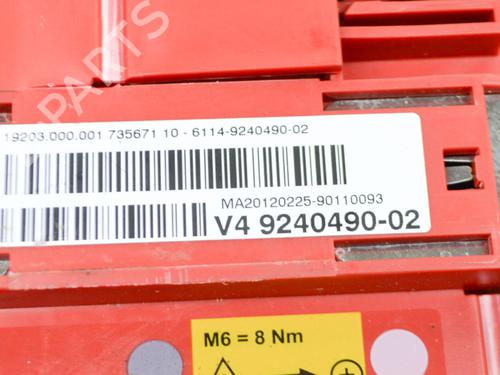 PARTS
19203.000.001 735671 10 - 6114-9240490-02
MA20120225-90110093
V4 9240490-02
M6 = 8 Nm